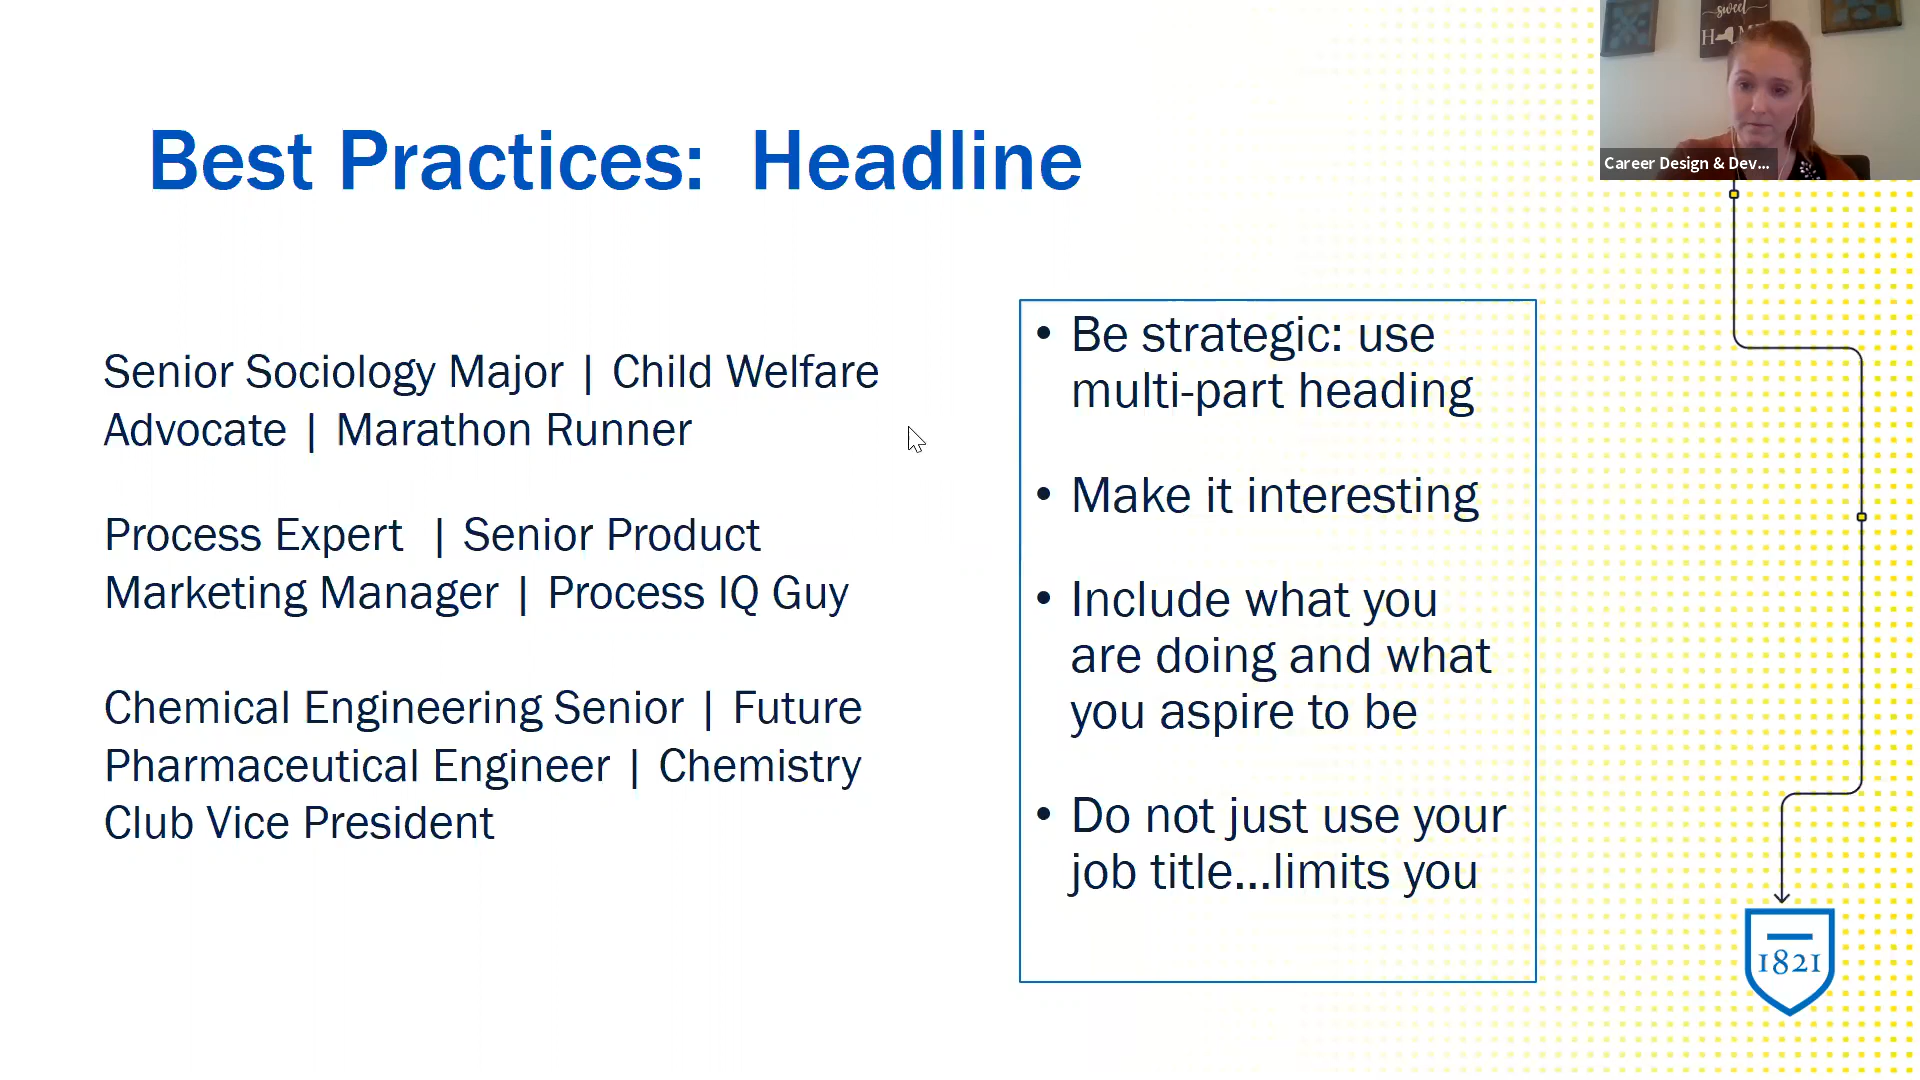 Best Practices: Headline
Senior Sociology Major | Child Welfare
Advocate | Marathon Runner
Process Expert | Senior Product
Marketing Manager | Process IQ Guy
Chemical Engineering Senior | Future
Pharmaceutical Engineer | Chemistry
Club Vice President
• Be strategic: use
multi-part heading
• Make it interesting
• Include what you
are doing and what
you aspire to be
• Do not just use your
job title...limits you
sweet
Career Design & Dev...
1821